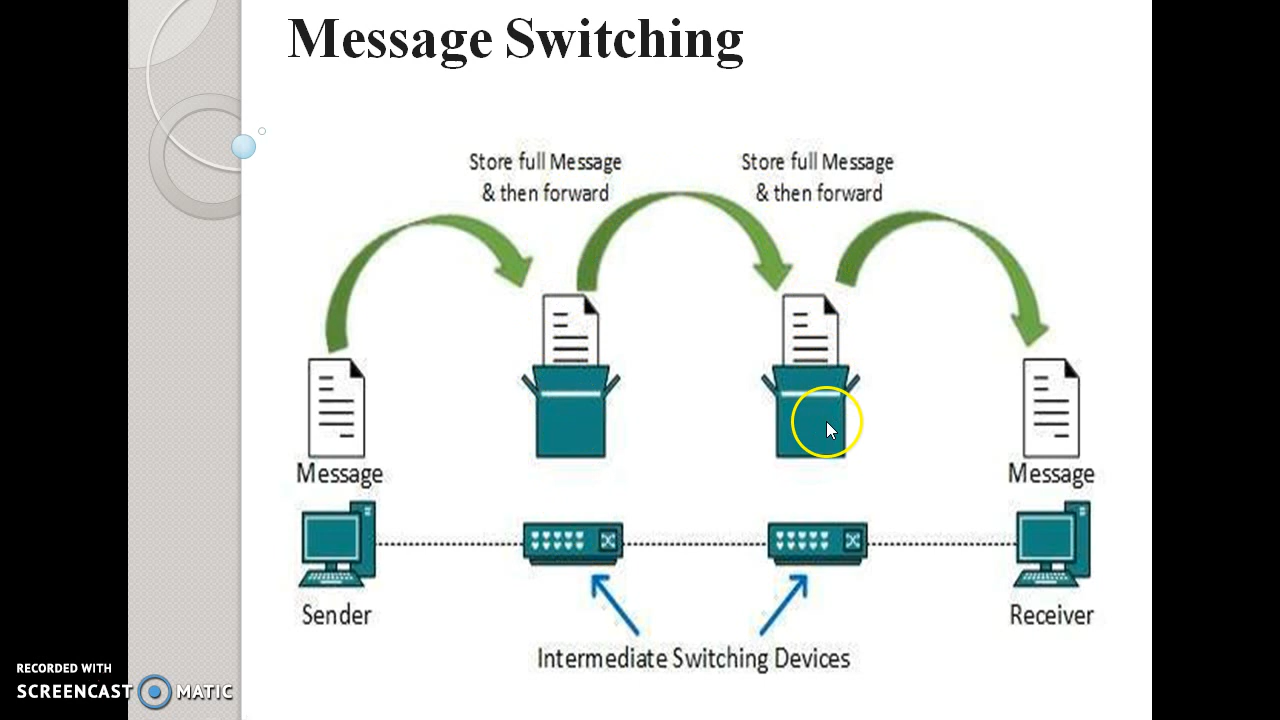 Message Switching
Store full Message
& then forward
Store full Message
& then forward
Message
Message
Sender
Receiver
Intermediate Switching Devices
RECORDED WITH
SCREENCAST MATIC